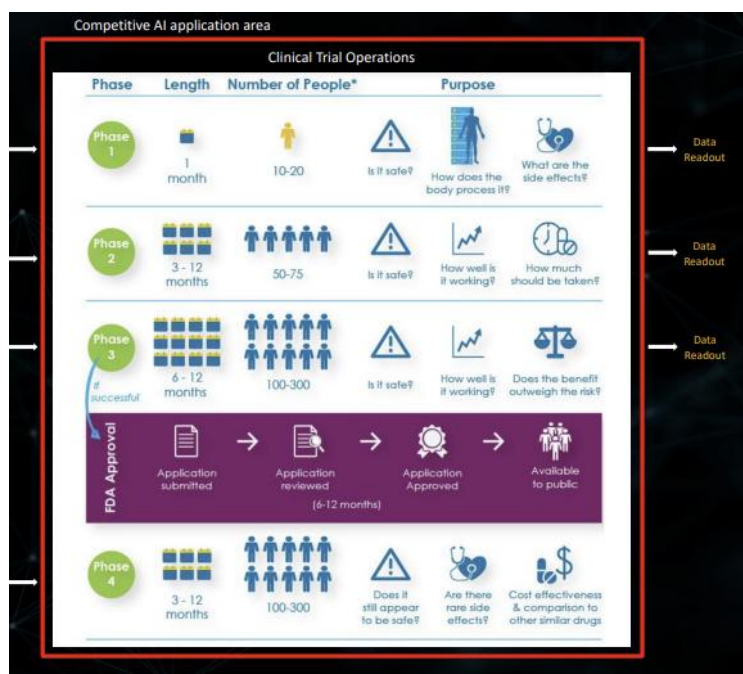 Competitive AI application area
Clinical Trial Operations
Phase Length Number of People* Purpose
Phase
1
1
month
10-20
Is it safe?
How does the
body process it?
What are the
side effects?
Data
Readout
Phase
2
3 - 12
months
50-75
Is it safe?
How well is
it working?
How much
should be taken?
Data
Readout
Phase
3
6 - 12
months
100-300
Is it safe?
How well is
it working?
Does the benefit
outweigh the risk?
Data
Readout
If
successful
FDA Approval
Application
submitted
Application
reviewed
Application
Approved
Available
to public
(6-12 months)
Phase
4
3 - 12
months
100-300
Does it
still appear
to be safe?
Are there
rare side
effects?
$
Cost effectiveness
& comparison to
other similar drugs